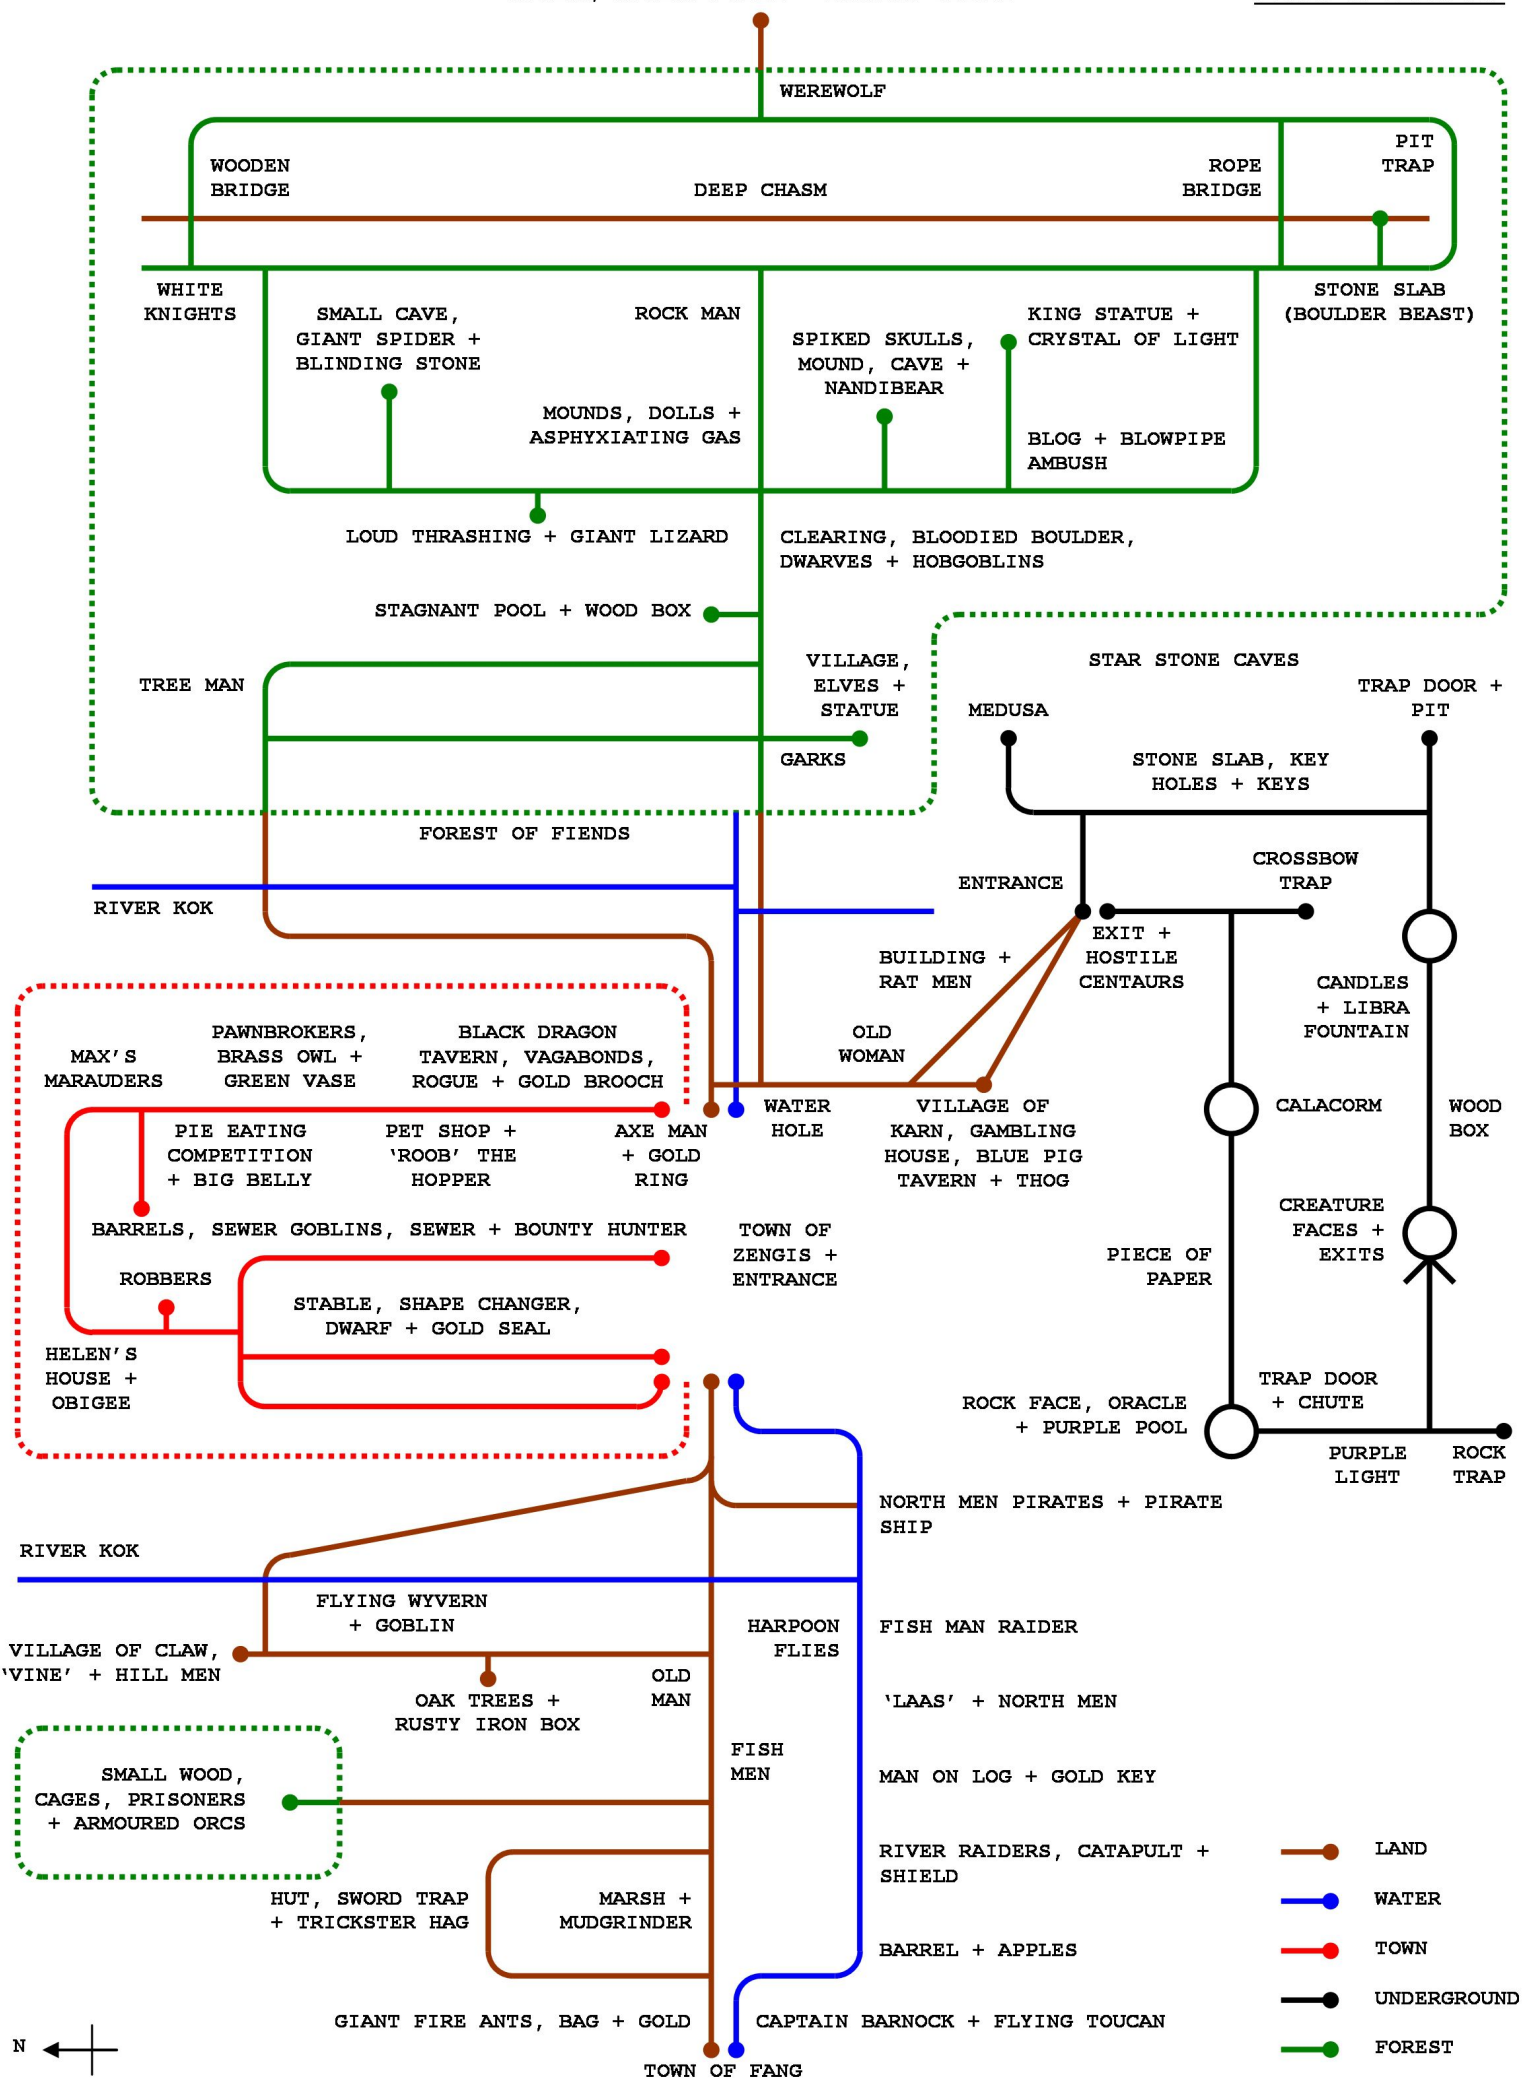 WEREWOLF
WOODEN
BRIDGE
DEEP CHASM
ROPE
BRIDGE
PIT
TRAP
WHITE
KNIGHTS
SMALL CAVE,
GIANT SPIDER +
BLINDING STONE
ROCK MAN
SPIKED SKULLS,
MOUND, CAVE +
NANDIBEAR
KING STATUE +
CRYSTAL OF LIGHT
STONE SLAB
(BOULDER BEAST)
MOUNDS, DOLLS +
ASPHYXIATING GAS
BLOG + BLOWPIPE
AMBUSH
LOUD THRASHING + GIANT LIZARD
CLEARING, BLOODIED BOULDER,
DWARVES + HOBGOBLINS
STAGNANT POOL + WOOD BOX
TREE MAN
VILLAGE,
ELVES +
STATUE
GARKS
STAR STONE CAVES
MEDUSA
TRAP DOOR +
PIT
STONE SLAB, KEY
HOLES + KEYS
FOREST OF FIENDS
RIVER KOK
ENTRANCE
CROSSBOW
TRAP
BUILDING +
RAT MEN
EXIT +
HOSTILE
CENTAURS
CANDLES
+ LIBRA
FOUNTAIN
MAX'S
MARAUDERS
PAWNBROKERS,
BRASS OWL +
GREEN VASE
BLACK DRAGON
TAVERN, VAGABONDS,
ROGUE + GOLD BROOCH
OLD
WOMAN
PIE EATING
COMPETITION
+ BIG BELLY
PET SHOP +
‘ROOB’ THE
HOPPER
AXE MAN
+ GOLD
RING
WATER
HOLE
VILLAGE OF
KARN, GAMBLING
HOUSE, BLUE PIG
TAVERN + THOG
CALACORM
WOOD
BOX
BARRELS, SEWER GOBLINS, SEWER + BOUNTY HUNTER
TOWN OF
ZENGIS +
ENTRANCE
PIECE OF
PAPER
CREATURE
FACES +
EXITS
ROBBERS
STABLE, SHAPE CHANGER,
DWARF + GOLD SEAL
HELEN'S
HOUSE +
OBIGEE
ROCK FACE, ORACLE
+ PURPLE POOL
TRAP DOOR
+ CHUTE
PURPLE
LIGHT
ROCK
TRAP
NORTH MEN PIRATES + PIRATE
SHIP
RIVER KOK
FLYING WYVERN
+ GOBLIN
HARPOON
FLIES
FISH MAN RAIDER
VILLAGE OF CLAW,
‘VINE’ + HILL MEN
OAK TREES +
RUSTY IRON BOX
OLD
MAN
‘LAAS’ + NORTH MEN
FISH
MEN
MAN ON LOG + GOLD KEY
SMALL WOOD,
CAGES, PRISONERS
+ ARMOURED ORCS
RIVER RAIDERS, CATAPULT +
SHIELD
HUT, SWORD TRAP
+ TRICKSTER HAG
MARSH +
MUDGRINDER
BARREL + APPLES
GIANT FIRE ANTS, BAG + GOLD
CAPTAIN BARNOCK + FLYING TOUCAN
TOWN OF FANG
LAND
WATER
TOWN
UNDERGROUND
FOREST
N